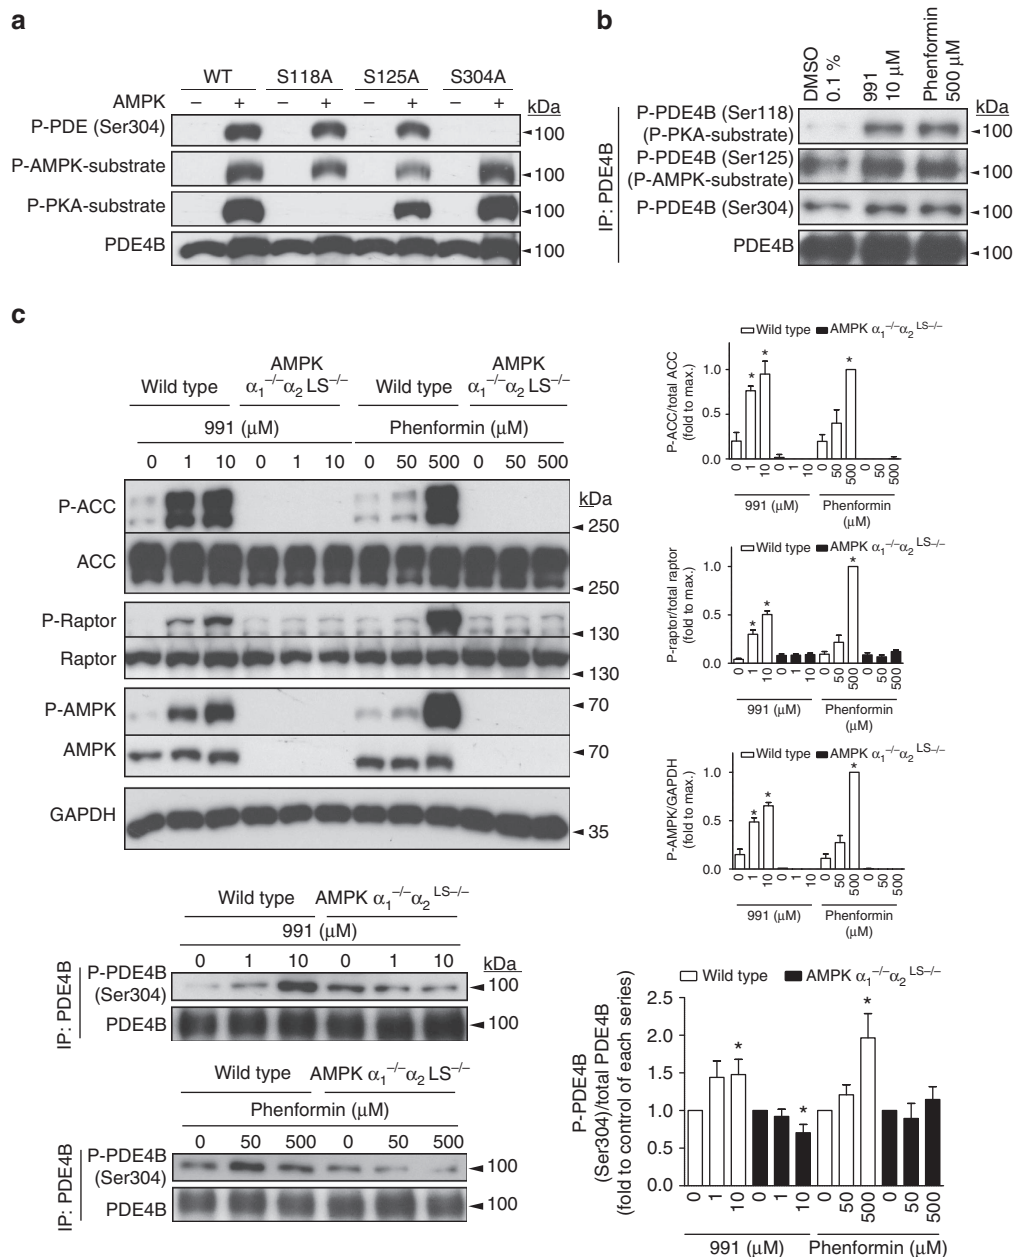 a
WT S118A S125A S304A
AMPK – + – + – + – + kDa
P-PDE (Ser304) 100
P-AMPK-substrate 100
P-PKA-substrate 100
PDE4B 100
b
DMSO 0.1 %
991 10 μM
Phenformin 500 μM
kDa
IP: PDE4B
P-PDE4B (Ser118)
(P-PKA-substrate) 100
P-PDE4B (Ser125)
(P-AMPK-substrate) 100
P-PDE4B (Ser304) 100
PDE4B 100
c
Wild type AMPK α1−/−α2 LS−/− Wild type AMPK α1−/−α2 LS−/−
991 (μM) Phenformin (μM)
0 1 10 0 1 10 0 50 500 0 50 500
kDa
P-ACC 250
ACC 250
P-Raptor 130
Raptor 130
P-AMPK 70
AMPK 70
GAPDH 35
Wild type AMPK α1−/−α2 LS−/−
P-ACC/total ACC
(fold to max.)
1.0
0.5
0.0
* * *
0 1 10 0 1 10 0 50 500 0 50 500
991 (μM) Phenformin
(μM)
Wild type AMPK α1−/−α2 LS−/−
P-raptor/total raptor
(fold to max.)
1.0
0.5
0.0
* * *
0 1 10 0 1 10 0 50 500 0 50 500
991 (μM) Phenformin
(μM)
Wild type AMPK α1−/−α2 LS−/−
P-AMPK/GAPDH
(fold to max.)
1.0
0.5
0.0
* * *
0 1 10 0 1 10 0 50 500 0 50 500
991 (μM) Phenformin
(μM)
Wild type AMPK α1−/−α2 LS−/−
991 (μM)
0 1 10 0 1 10 kDa
IP: PDE4B
P-PDE4B
(Ser304) 100
PDE4B 100
Wild type AMPK α1−/−α2 LS−/−
Phenformin (μM)
0 50 500 0 50 500
IP: PDE4B
P-PDE4B
(Ser304) 100
PDE4B 100
Wild type AMPK α1−/−α2 LS−/−
P-PDE4B
(Ser304)/total PDE4B
(fold to control of each series)
2.5
2.0
1.5
1.0
0.5
0.0
* * *
0 1 10 0 1 10 0 50 500 0 50 500
991 (μM) Phenformin (μM)